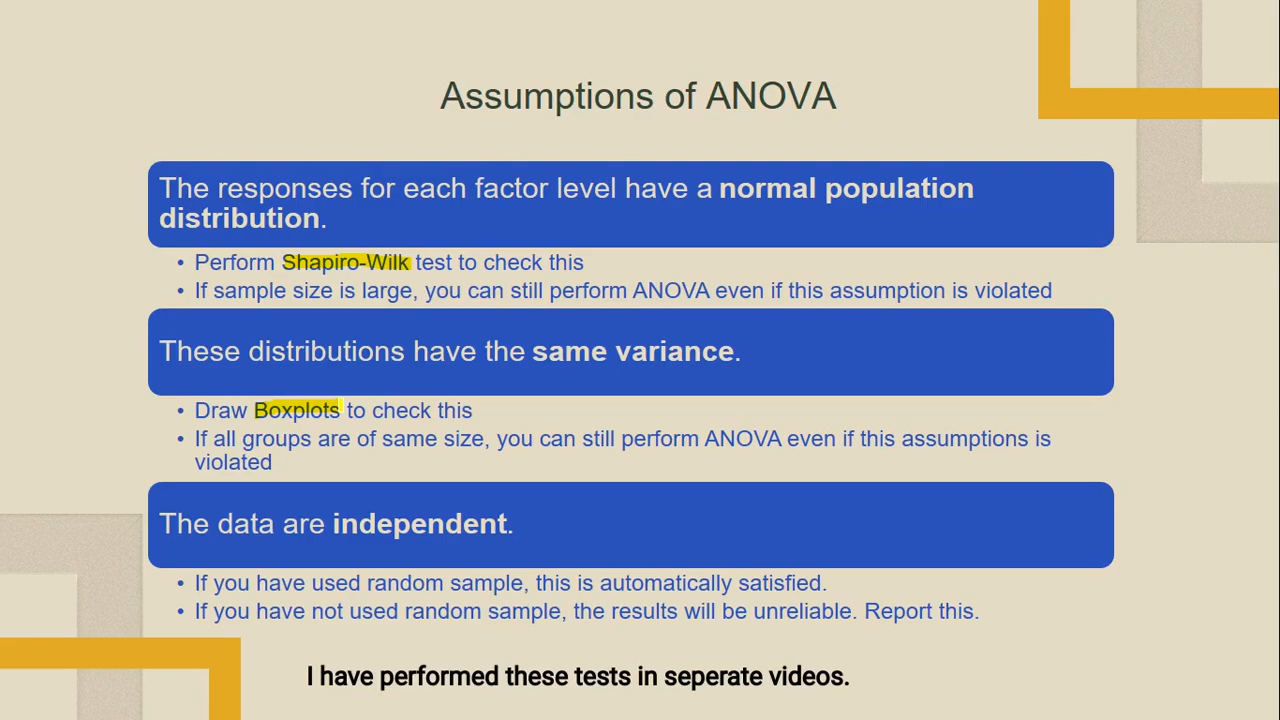 Assumptions of ANOVA
The responses for each factor level have a normal population
distribution.
• Perform Shapiro-Wilk test to check this
• If sample size is large, you can still perform ANOVA even if this assumption is violated
These distributions have the same variance.
• Draw Boxplots to check this
• If all groups are of same size, you can still perform ANOVA even if this assumptions is
violated
The data are independent.
• If you have used random sample, this is automatically satisfied.
• If you have not used random sample, the results will be unreliable. Report this.
I have performed these tests in seperate videos.